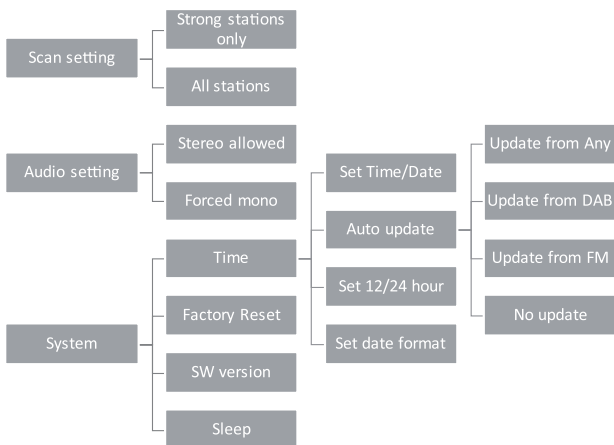 Scan setting
Strong stations
only
All stations
Audio setting
Stereo allowed
Forced mono
System
Time
Factory Reset
SW version
Sleep
Set Time/Date
Auto update
Set 12/24 hour
Set date format
Update from Any
Update from DAB
Update from FM
No update